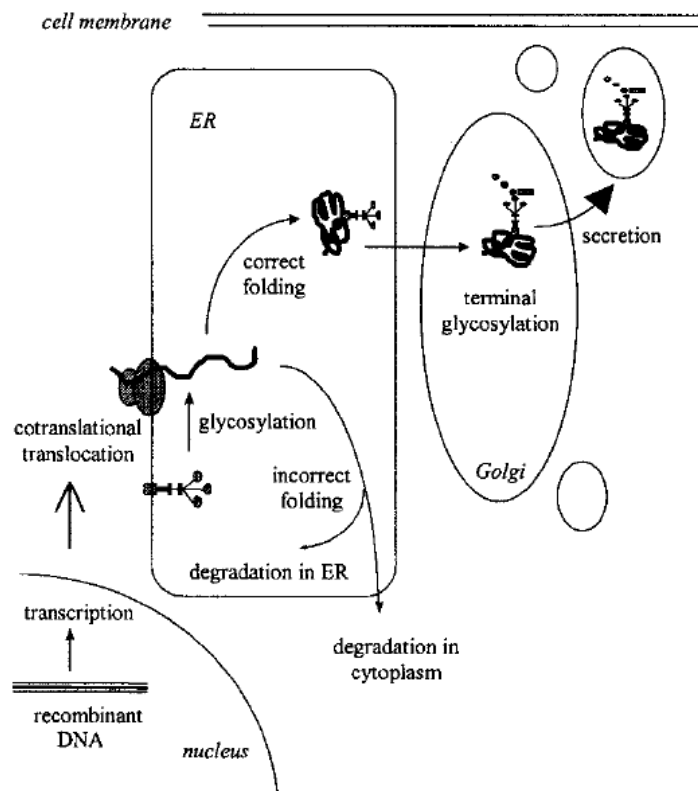 cell membrane
ER
correct
folding
secretion
terminal
glycosylation
glycosylation
cotranslational
translocation
incorrect
folding
Golgi
degradation in ER
transcription
degradation in
cytoplasm
recombinant
DNA
nucleus